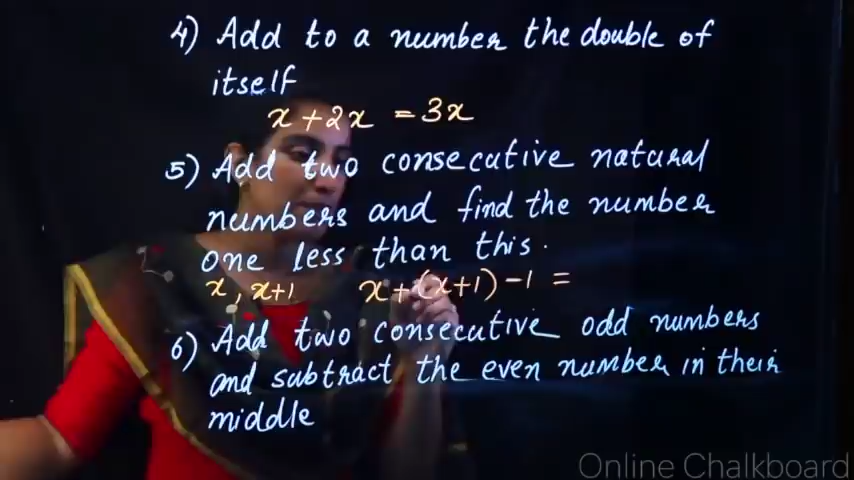 4) Add to a number the double of
itself
x + 2x = 3x
5) Add two consecutive natural
numbers and find the number
one less than this.
x, x+1 x+(x+1)-1 =
6) Add two consecutive odd numbers
and subtract the even number in their
middle
Online Chalkboard